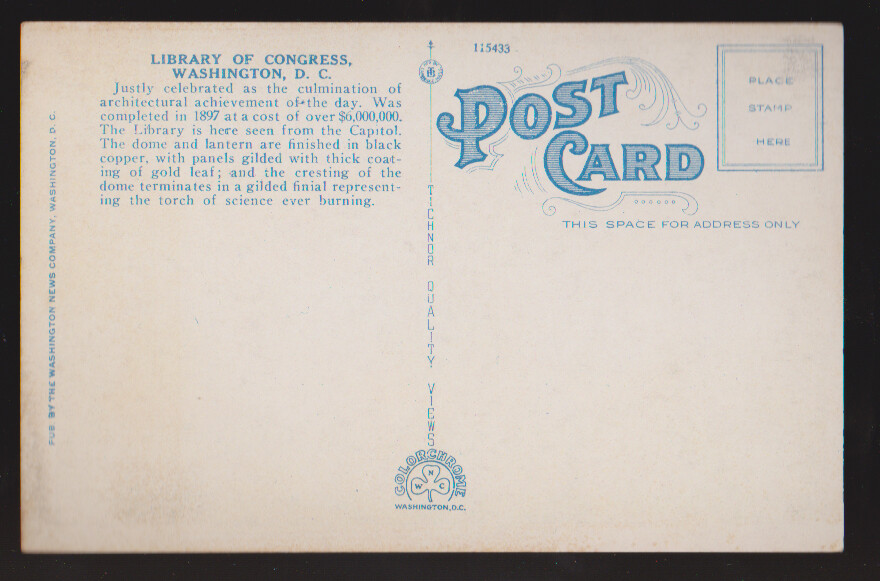 LIBRARY OF CONGRESS,
WASHINGTON, D. C.
Justly celebrated as the culmination of
architectural achievement of the day. Was
completed in 1897 at a cost of over $6,000,000.
The Library is here seen from the Capitol.
The dome and lantern are finished in black
copper, with panels gilded with thick coat-
ing of gold leaf; and the cresting of the
dome terminates in a gilded finial represent-
ing the torch of science ever burning.
PUB. BY THE WASHINGTON NEWS COMPANY, WASHINGTON, D. C.
TICHNOR QUALITY VIEWS
COLORCHROME
W N C
WASHINGTON, D.C.
115433
POST
CARD
PLACE
STAMP
HERE
THIS SPACE FOR ADDRESS ONLY